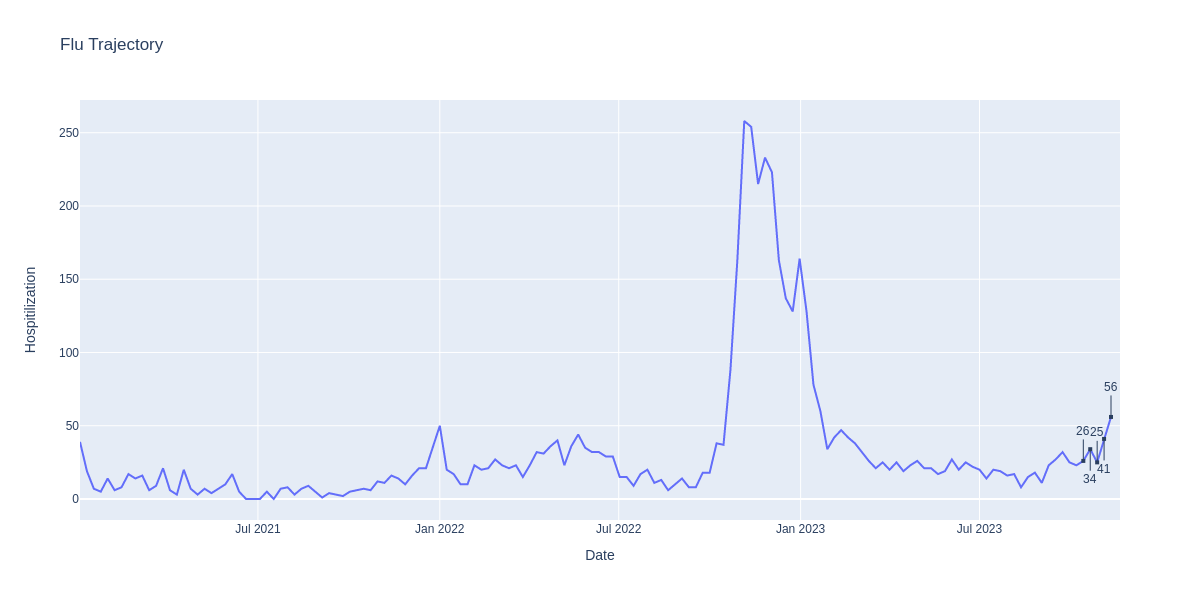 Flu Trajectory
Hospitilization
250
200
150
100
50
0
56
26
25
41
34
Jul 2021
Jan 2022
Jul 2022
Jan 2023
Jul 2023
Date